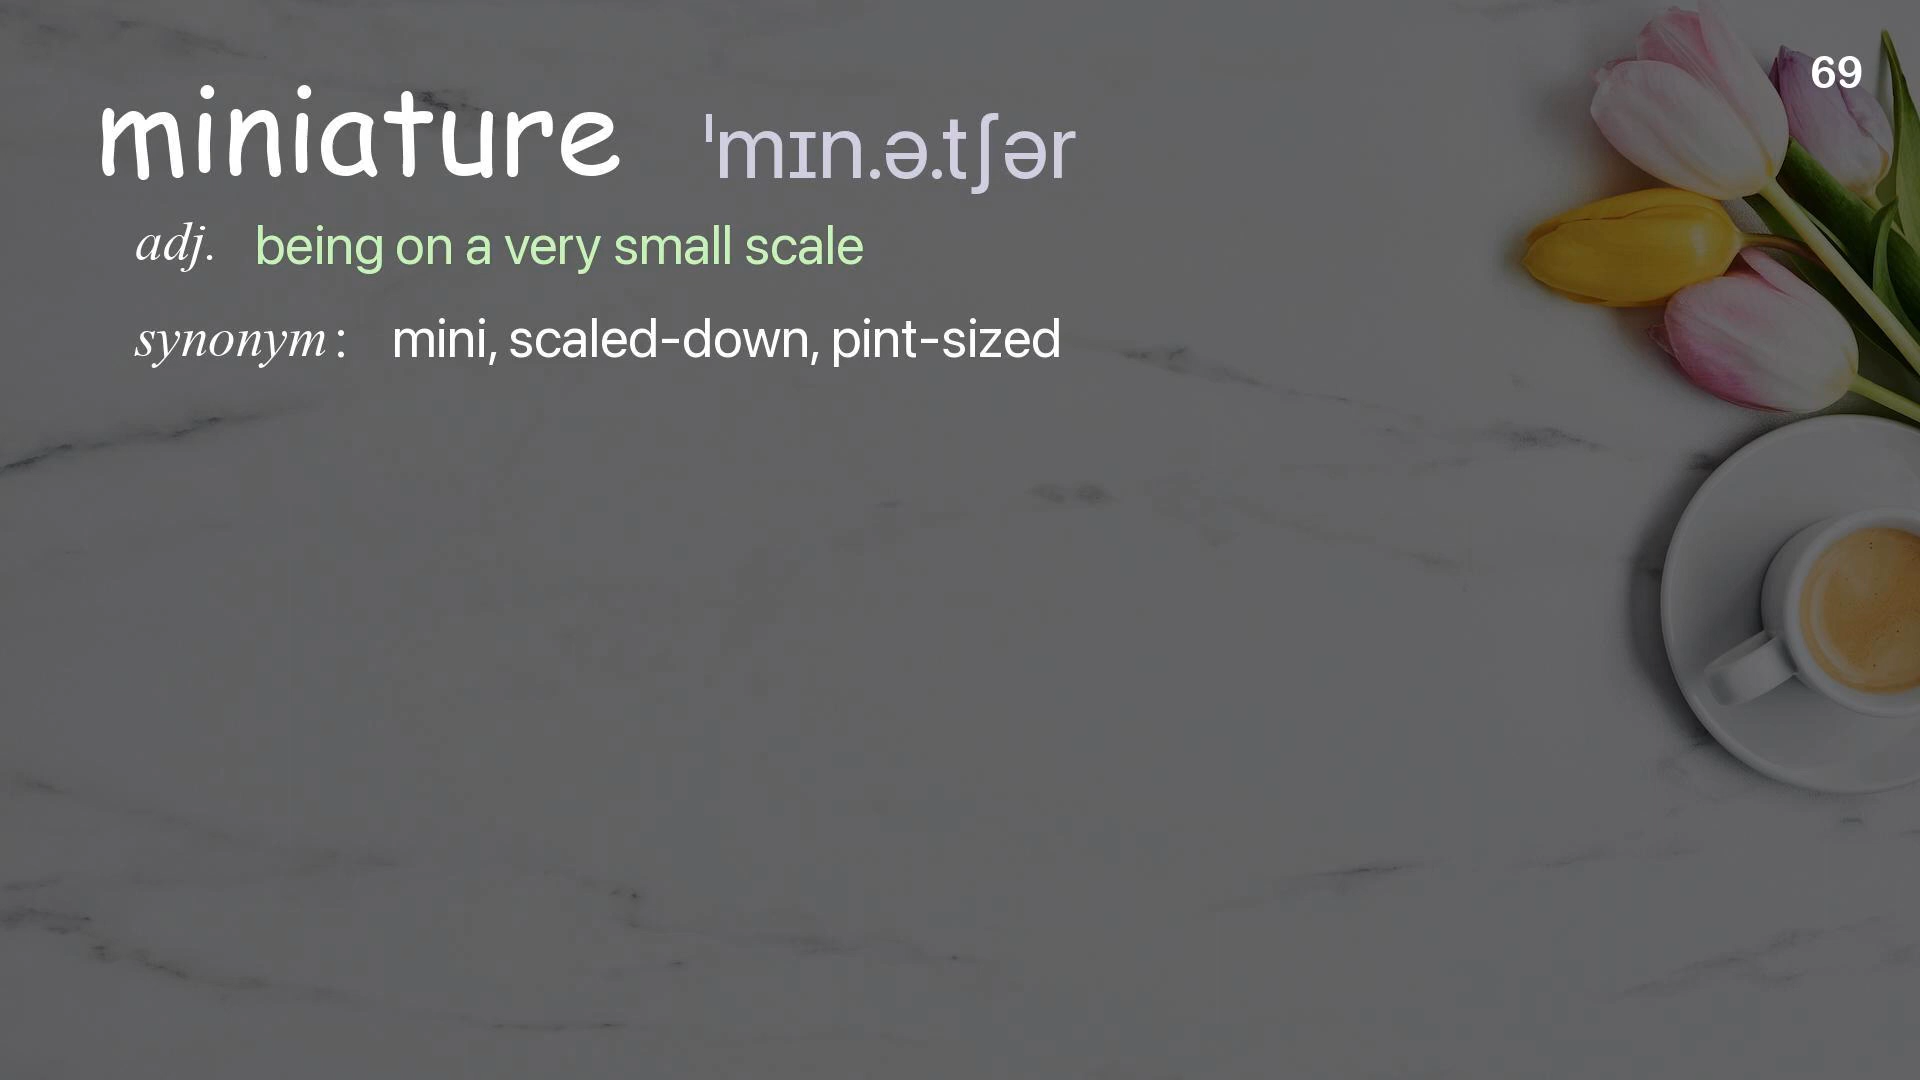 69
miniature ˈmɪn.ə.tʃər
adj. being on a very small scale
synonym: mini, scaled-down, pint-sized